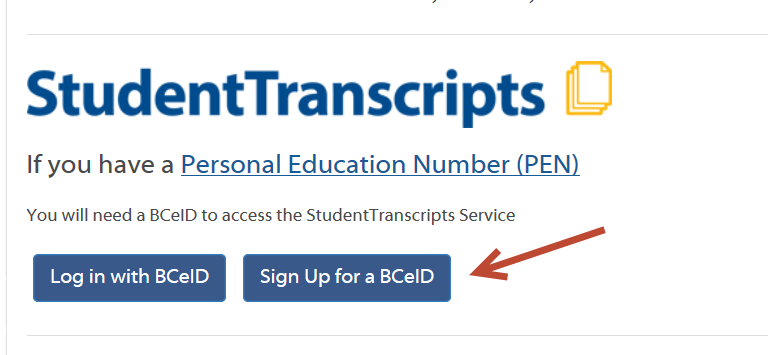 StudentTranscripts
If you have a Personal Education Number (PEN)
You will need a BCeID to access the StudentTranscripts Service
Log in with BCeID Sign Up for a BCeID